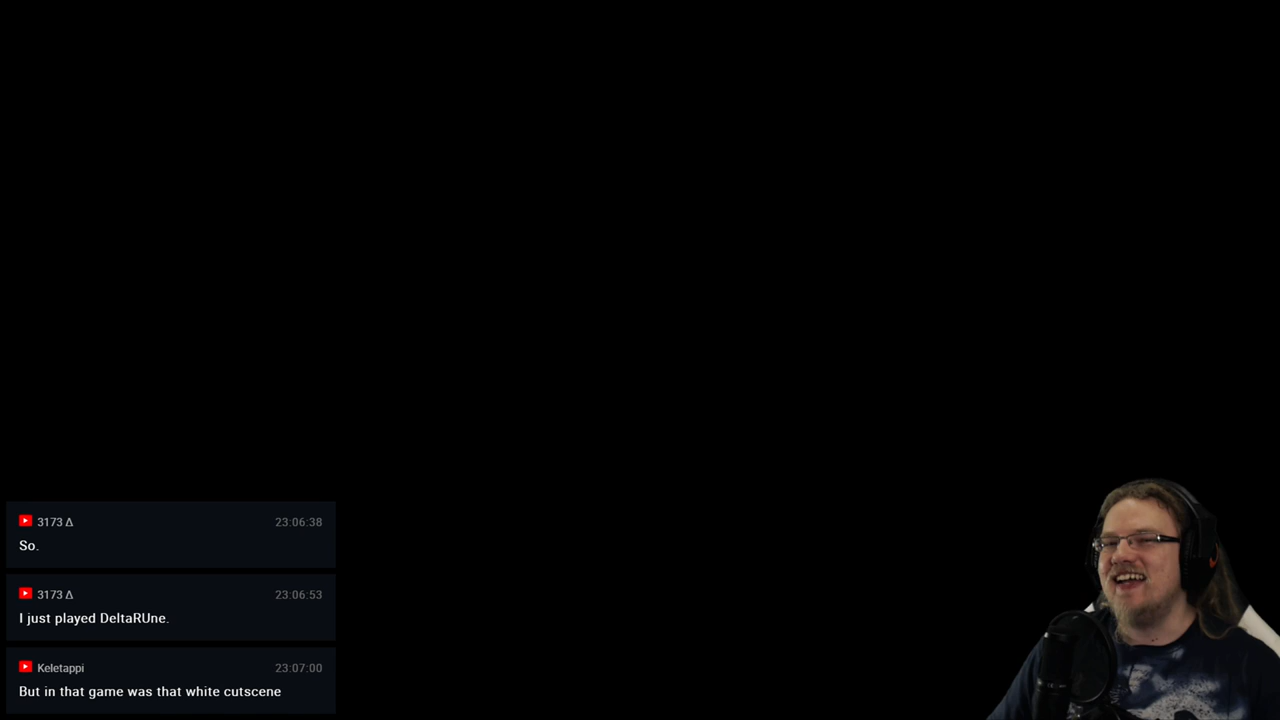 3173 Δ 23:06:38
So.
3173 Δ 23:06:53
I just played DeltaRUne.
Keletappi 23:07:00
But in that game was that white cutscene